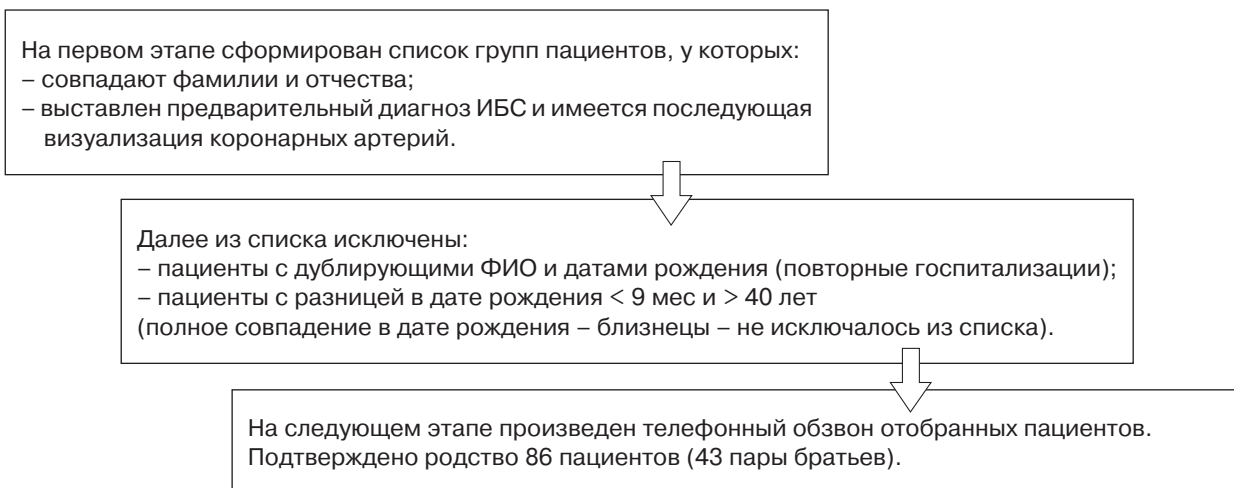 На первом этапе сформирован список групп пациентов, у которых:
– совпадают фамилии и отчества;
– выставлен предварительный диагноз ИБС и имеется последующая
визуализация коронарных артерий.
Далее из списка исключены:
– пациенты с дублирующими ФИО и датами рождения (повторные госпитализации);
– пациенты с разницей в дате рождения < 9 мес и > 40 лет
(полное совпадение в дате рождения – близнецы – не исключалось из списка).
На следующем этапе произведен телефонный обзвон отобранных пациентов.
Подтверждено родство 86 пациентов (43 пары братьев).